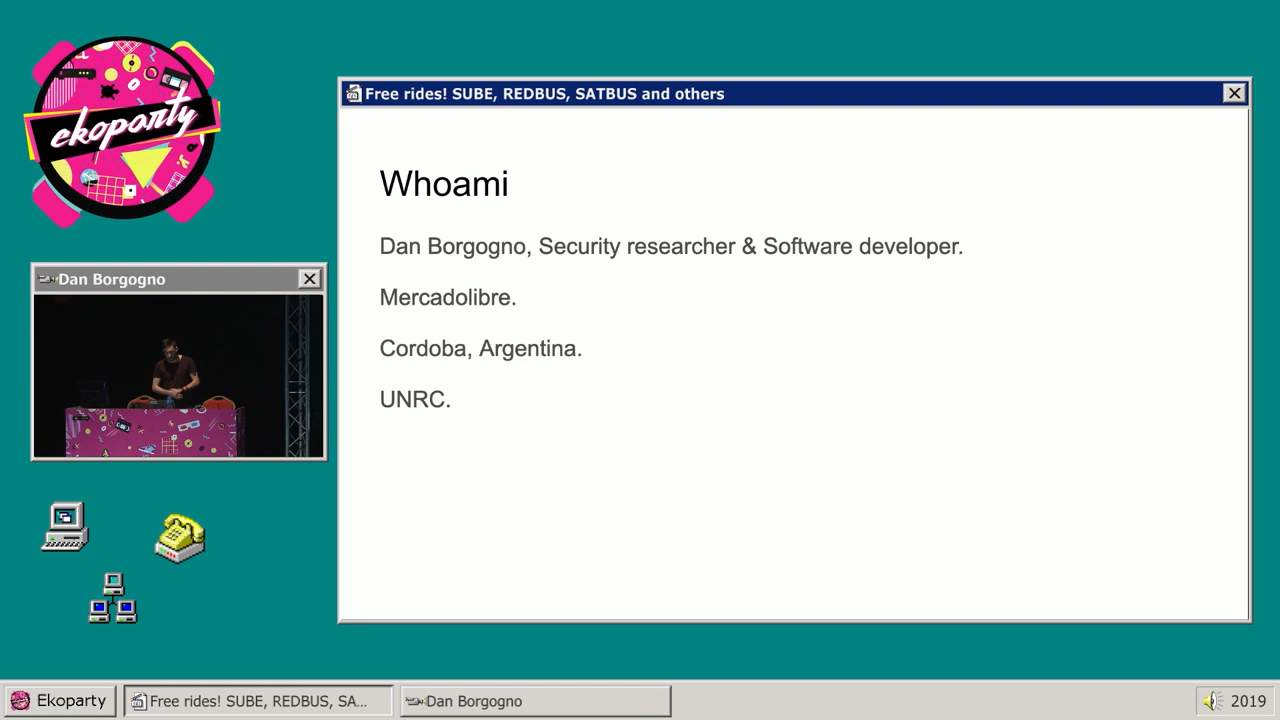 ekoparty
Free rides! SUBE, REDBUS, SATBUS and others
Whoami
Dan Borgogno, Security researcher & Software developer.
Mercadolibre.
Cordoba, Argentina.
UNRC.
Dan Borgogno
Ekoparty
Free rides! SUBE, REDBUS, SA...
Dan Borgogno
2019